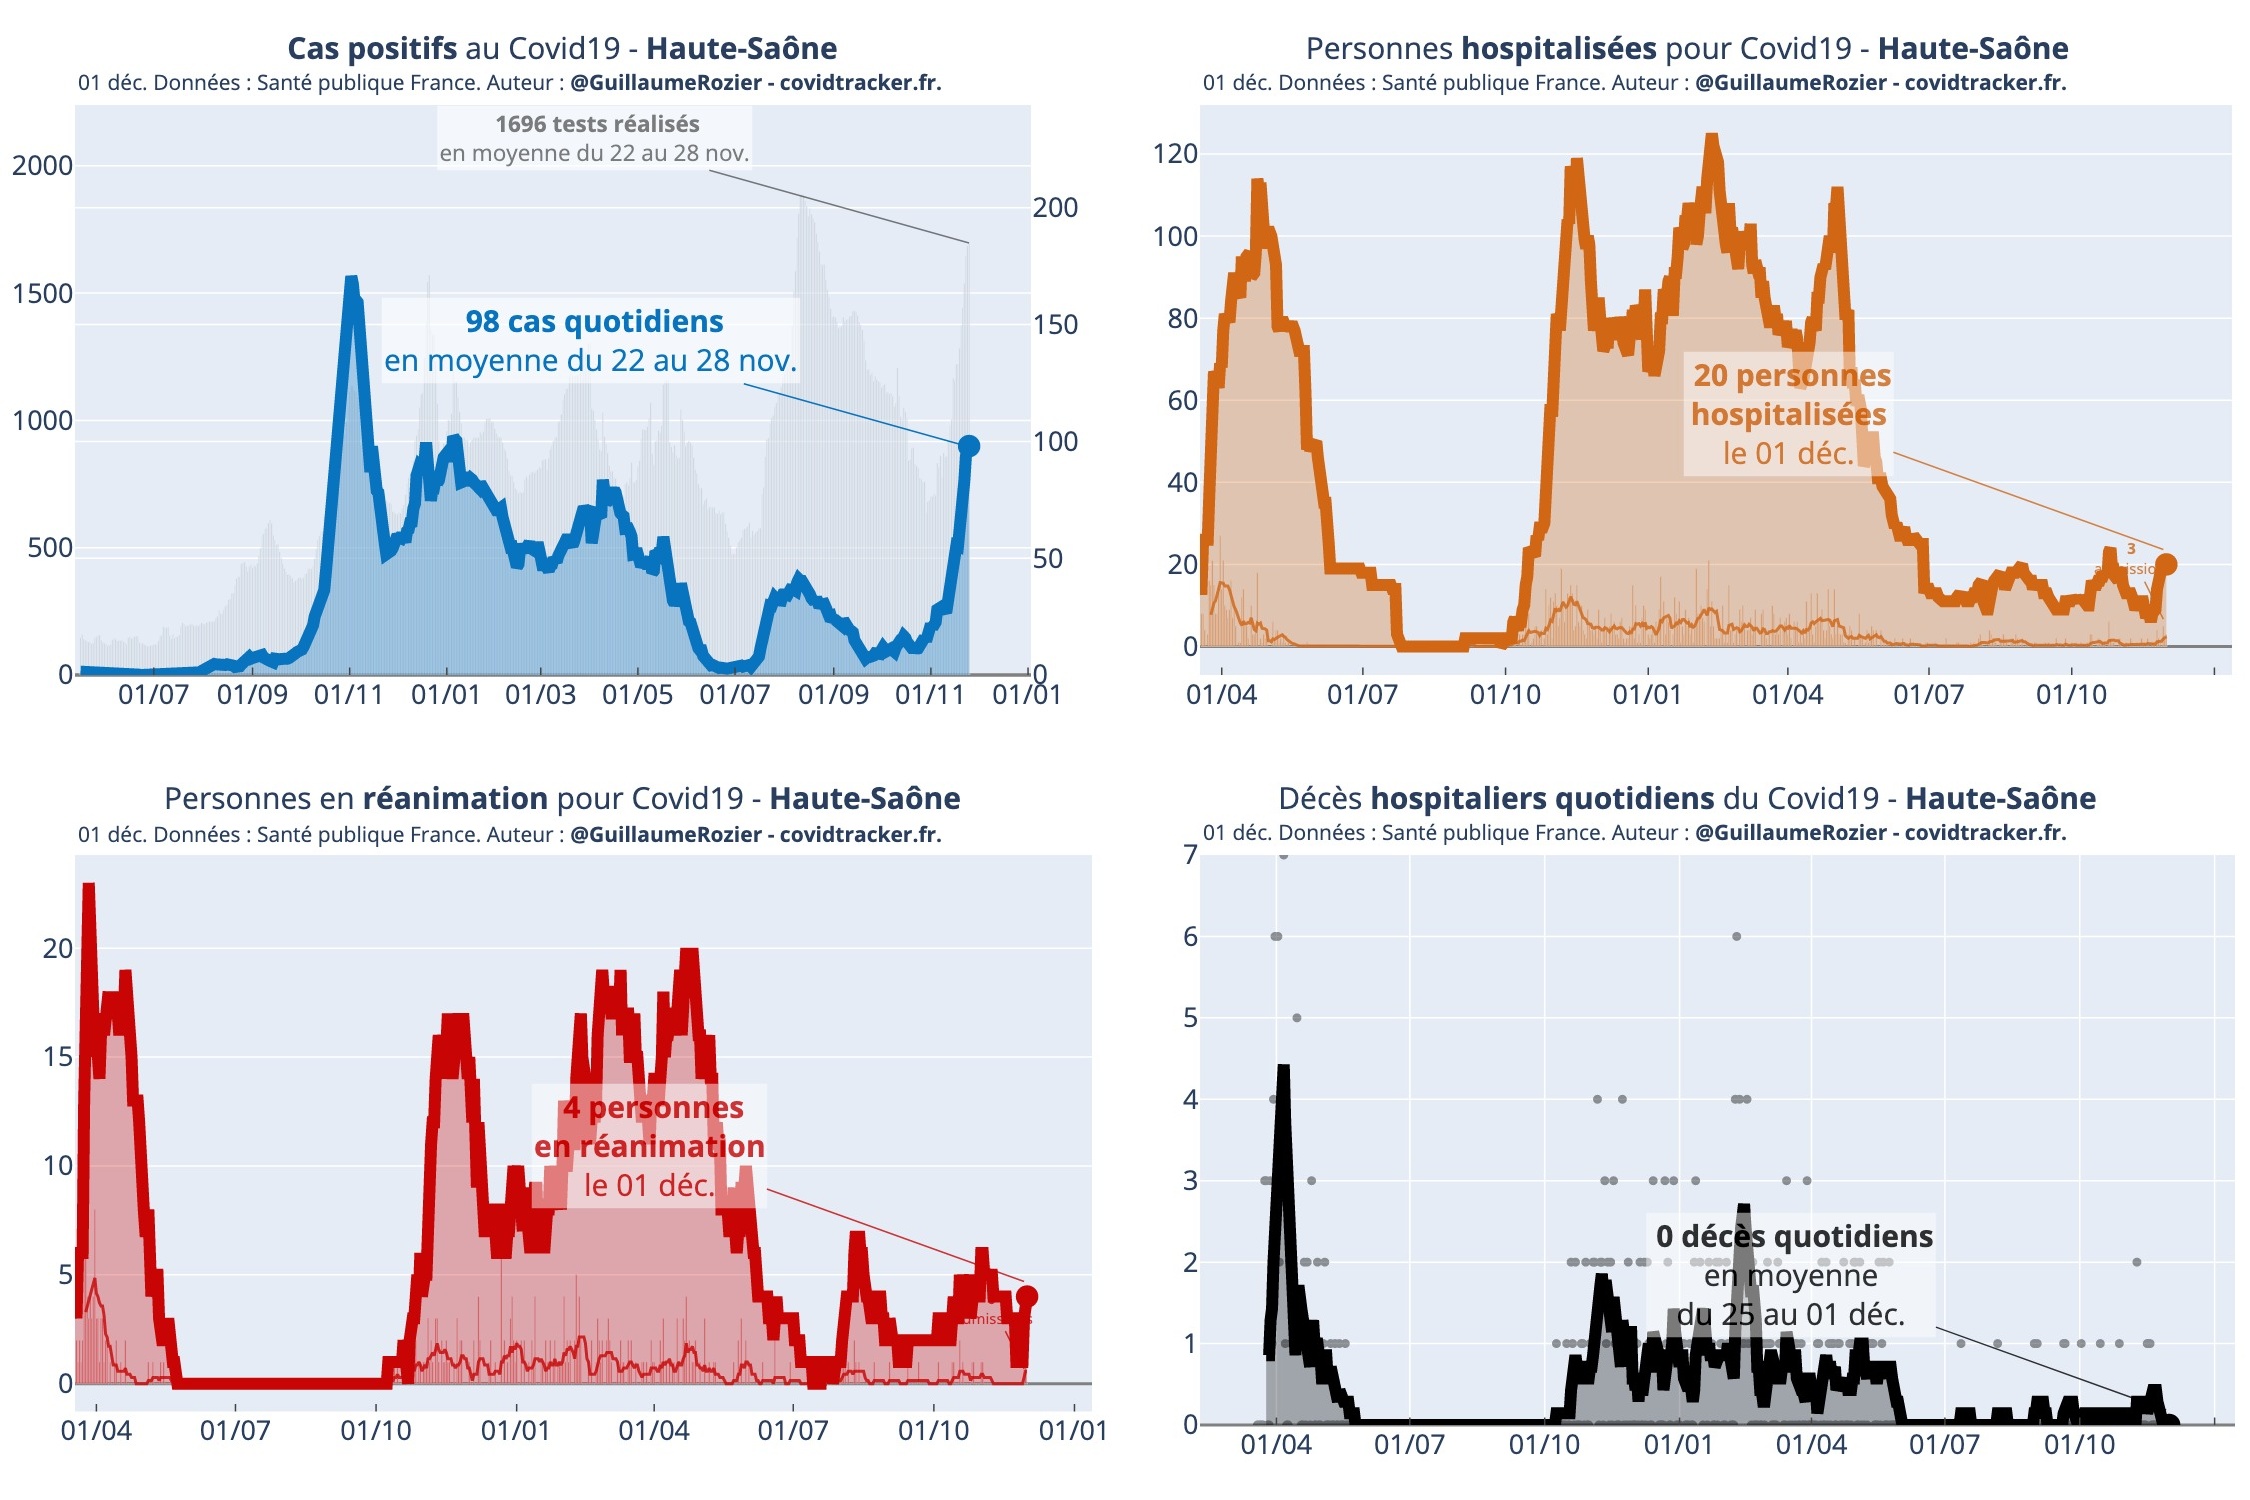 Cas positifs au Covid19 - Haute-Saône
01 déc. Données : Santé publique France. Auteur : @GuillaumeRozier - covidtracker.fr.
1696 tests réalisés
en moyenne du 22 au 28 nov.
98 cas quotidiens
en moyenne du 22 au 28 nov.
2000
1500
1000
500
0
200
150
100
50
0
01/07 01/09 01/11 01/01 01/03 01/05 01/07 01/09 01/11 01/01
Personnes hospitalisées pour Covid19 - Haute-Saône
01 déc. Données : Santé publique France. Auteur : @GuillaumeRozier - covidtracker.fr.
120
100
80
60
40
20
0
20 personnes
hospitalisées
le 01 déc.
3
01/04 01/07 01/10 01/01 01/04 01/07 01/10
Personnes en réanimation pour Covid19 - Haute-Saône
01 déc. Données : Santé publique France. Auteur : @GuillaumeRozier - covidtracker.fr.
20
15
10
5
0
4 personnes
en réanimation
le 01 déc.
01/04 01/07 01/10 01/01 01/04 01/07 01/10 01/01
Décès hospitaliers quotidiens du Covid19 - Haute-Saône
01 déc. Données : Santé publique France. Auteur : @GuillaumeRozier - covidtracker.fr.
7
6
5
4
3
2
1
0
0 décès quotidiens
en moyenne
du 25 au 01 déc.
01/04 01/07 01/10 01/01 01/04 01/07 01/10